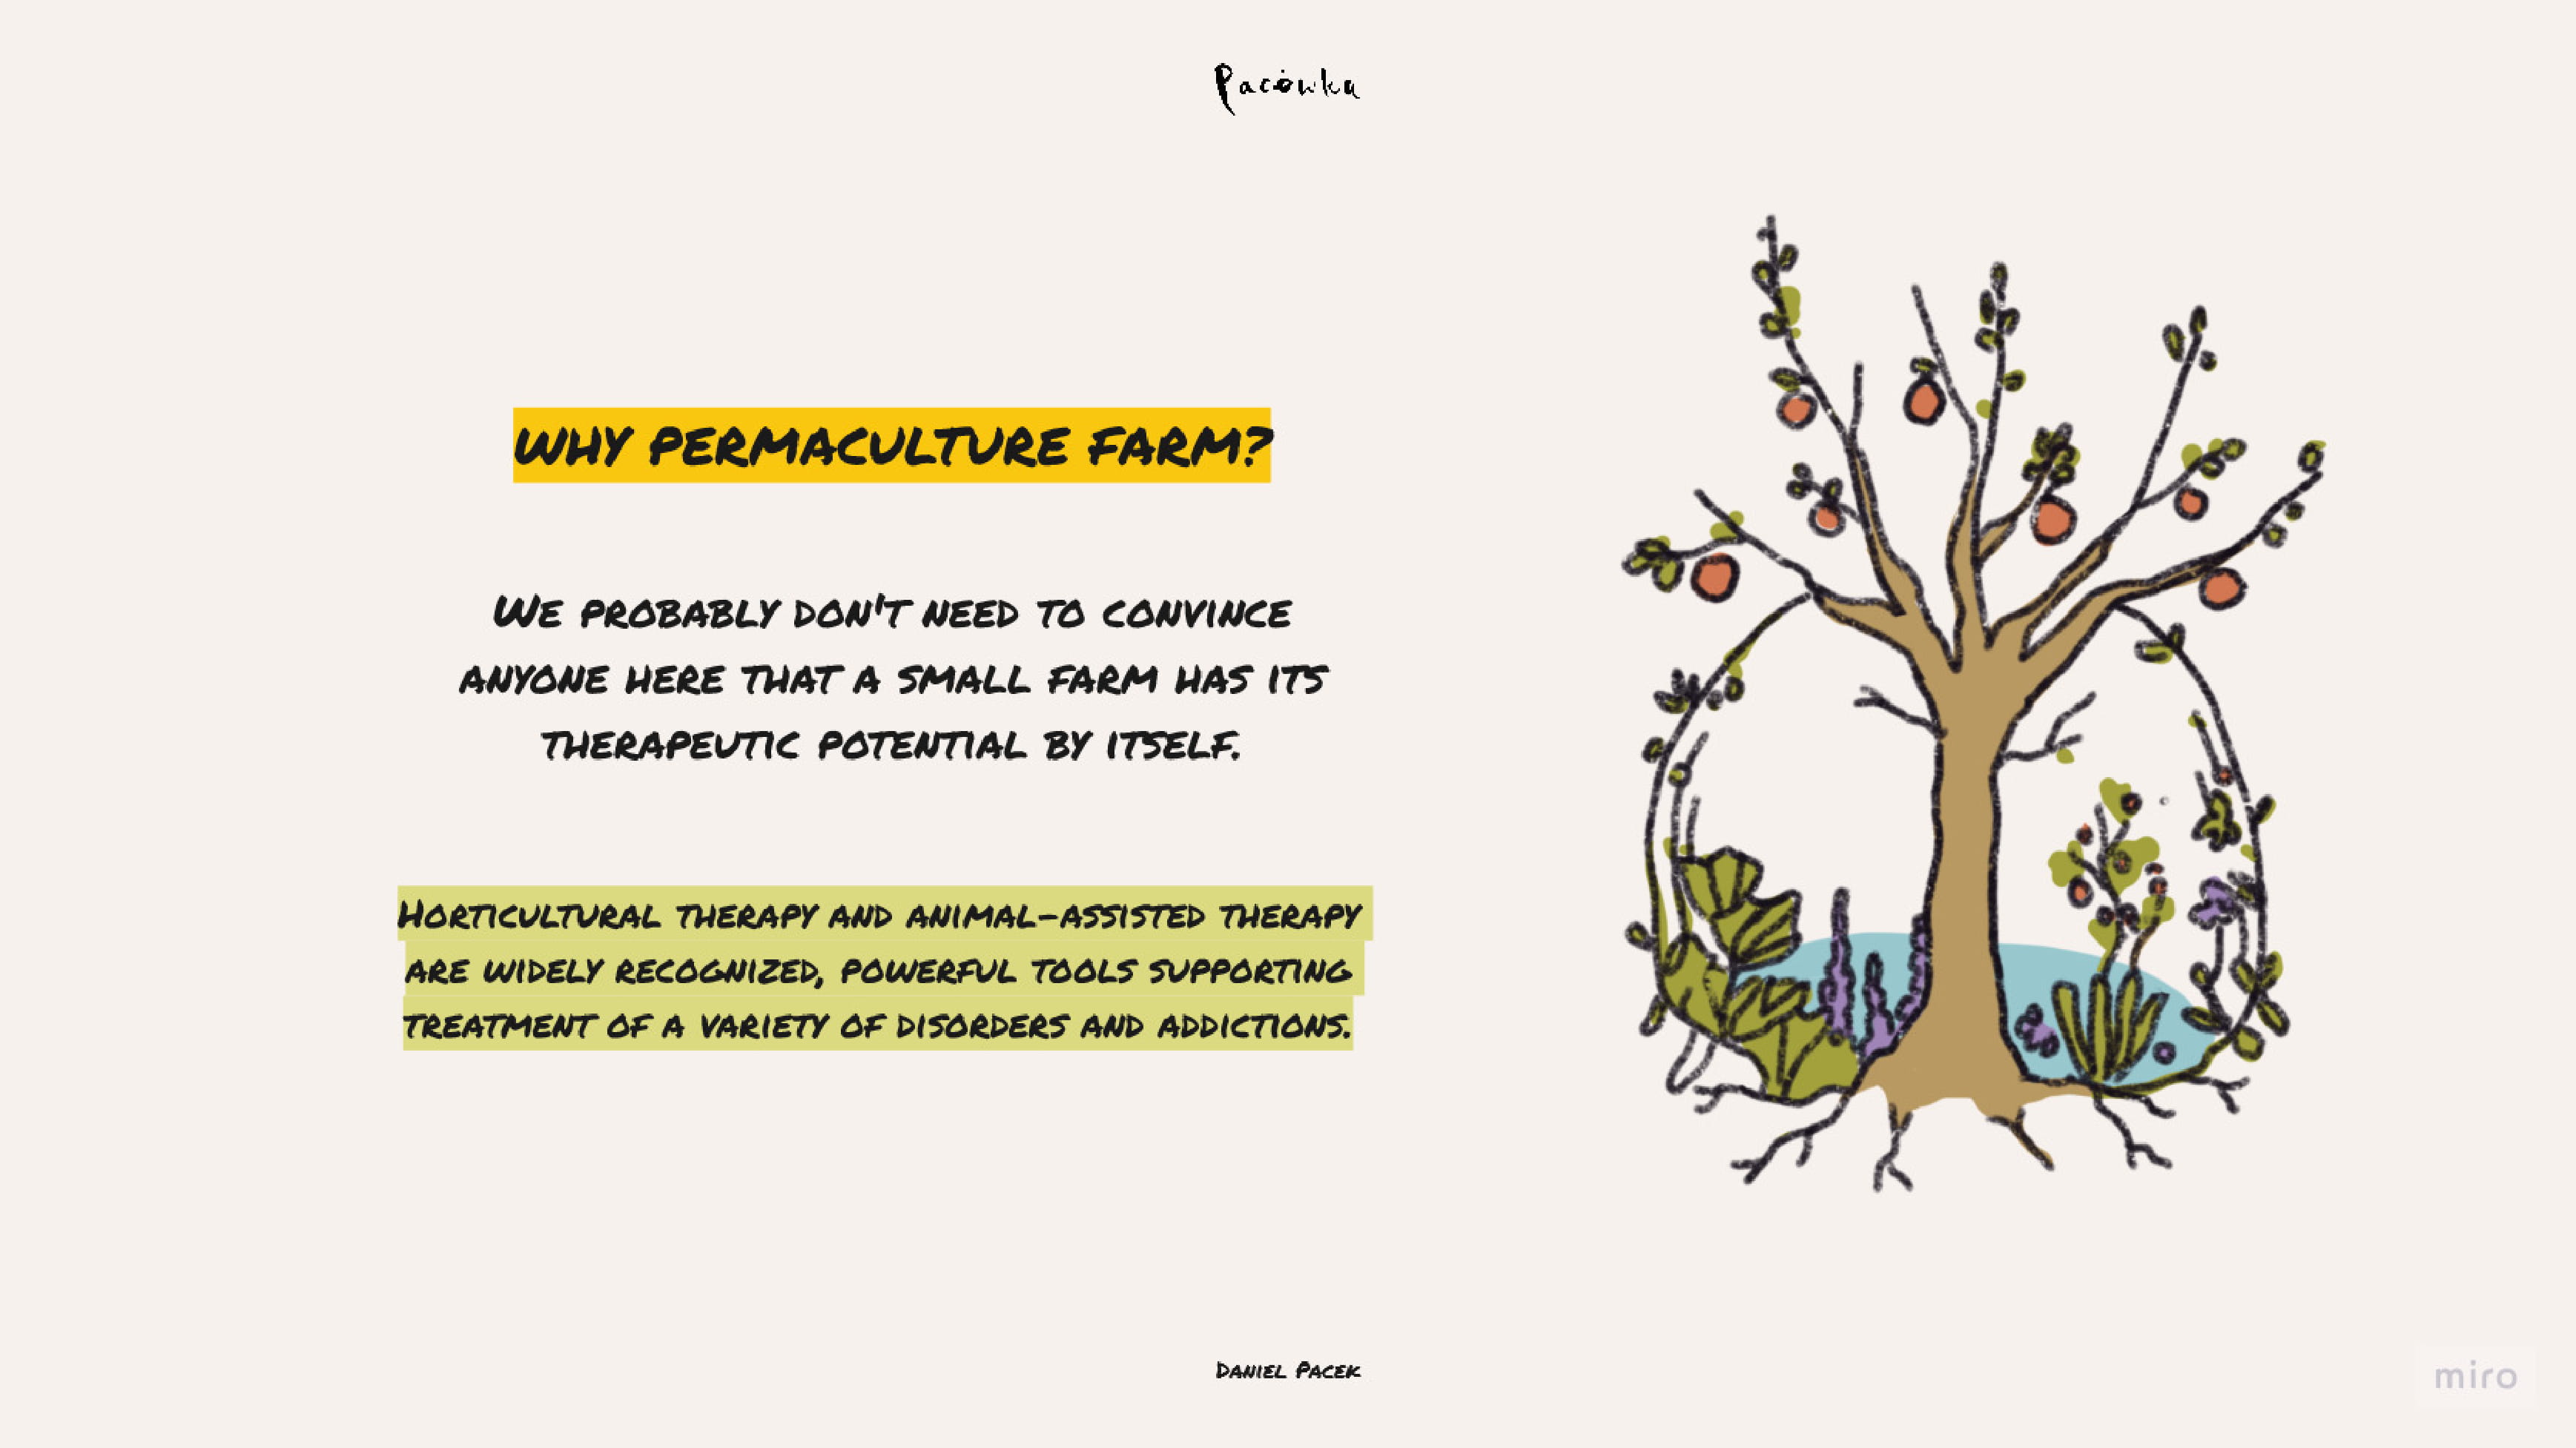 Pacówka
WHY PERMACULTURE FARM?
WE PROBABLY DON'T NEED TO CONVINCE
ANYONE HERE THAT A SMALL FARM HAS ITS
THERAPEUTIC POTENTIAL BY ITSELF.
HORTICULTURAL THERAPY AND ANIMAL-ASSISTED THERAPY
ARE WIDELY RECOGNIZED, POWERFUL TOOLS SUPPORTING
TREATMENT OF A VARIETY OF DISORDERS AND ADDICTIONS.
DANIEL PACEK
miro